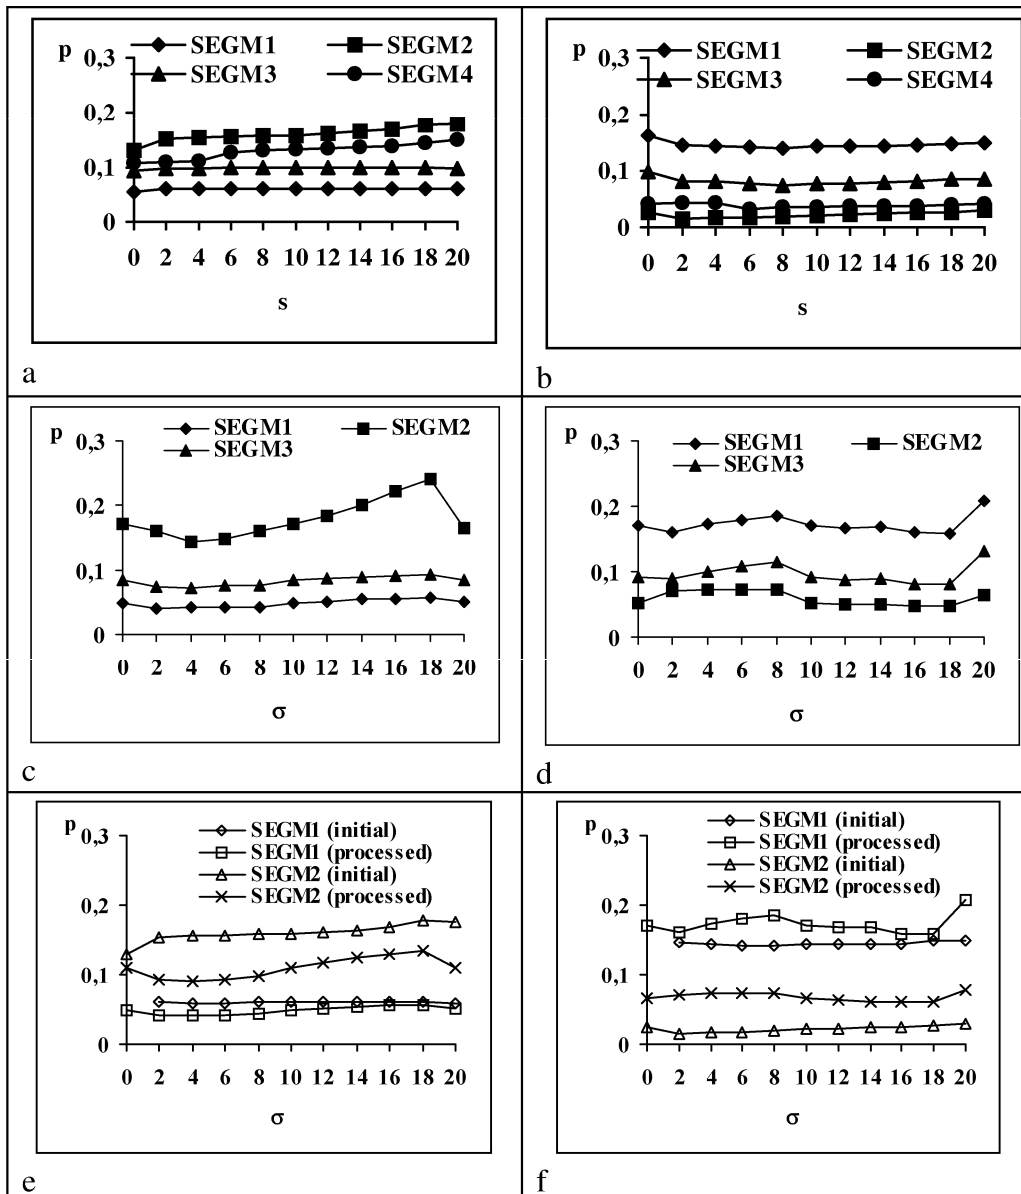 p
SEGM1 SEGM2
SEGM3 SEGM4
0,3
0,2
0,1
0
0 2 4 6 8 10 12 14 16 18 20
s
a
p
SEGM1 SEGM2
SEGM3 SEGM4
0,3
0,2
0,1
0
0 2 4 6 8 10 12 14 16 18 20
s
b
p
SEGM1 SEGM2
SEGM3
0,3
0,2
0,1
0
0 2 4 6 8 10 12 14 16 18 20
σ
c
p
SEGM1 SEGM2
SEGM3
0,3
0,2
0,1
0
0 2 4 6 8 10 12 14 16 18 20
σ
d
p
SEGM1 (initial)
SEGM1 (processed)
SEGM2 (initial)
SEGM2 (processed)
0,3
0,2
0,1
0
0 2 4 6 8 10 12 14 16 18 20
σ
e
p
SEGM1 (initial)
SEGM1 (processed)
SEGM2 (initial)
SEGM2 (processed)
0,3
0,2
0,1
0
0 2 4 6 8 10 12 14 16 18 20
σ
f